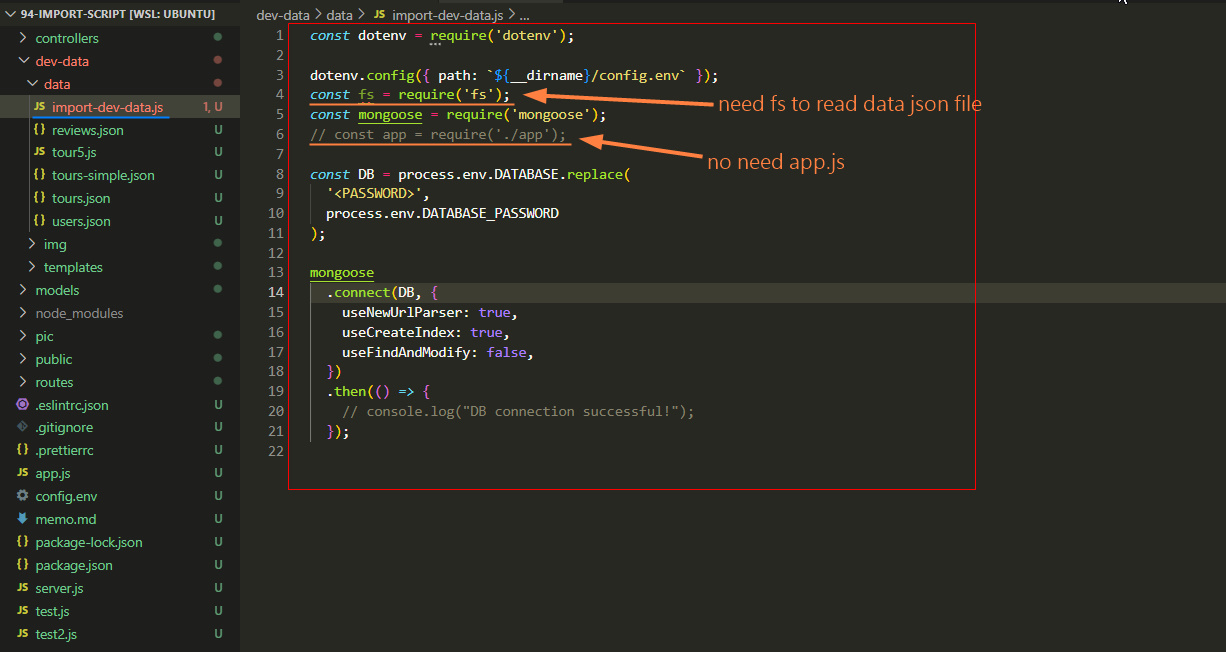 94-IMPORT-SCRIPT [WSL: UBUNTU]
controllers
dev-data
data
JS import-dev-data.js 1, U
{} reviews.json U
JS tour5.js U
{} tours-simple.json U
{} tours.json U
{} users.json U
img
templates
models
node_modules
pic
public
routes
.eslintrc.json U
.gitignore U
{} .prettierrc U
JS app.js U
config.env U
memo.md U
{} package-lock.json U
{} package.json U
JS server.js U
JS test.js U
JS test2.js U
dev-data > data > JS import-dev-data.js > ...
1 const dotenv = require('dotenv');
2
3 dotenv.config({ path: `${__dirname}/config.env` });
4 const fs = require('fs');
need fs to read data json file
5 const mongoose = require('mongoose');
6 // const app = require('./app');
no need app.js
7
8 const DB = process.env.DATABASE.replace(
9 '<PASSWORD>',
10 process.env.DATABASE_PASSWORD
11 );
12
13 mongoose
14 .connect(DB, {
15 useNewUrlParser: true,
16 useCreateIndex: true,
17 useFindAndModify: false,
18 })
19 .then(() => {
20 // console.log("DB connection successful!");
21 });
22